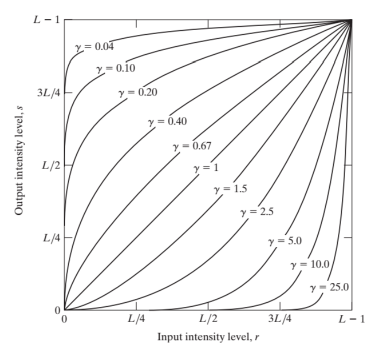 L − 1
γ = 0.04
γ = 0.10
3L/4
γ = 0.20
γ = 0.40
γ = 0.67
L/2
γ = 1
γ = 1.5
γ = 2.5
L/4
γ = 5.0
γ = 10.0
γ = 25.0
0
0
L/4
L/2
3L/4
L − 1
Output intensity level, s
Input intensity level, r